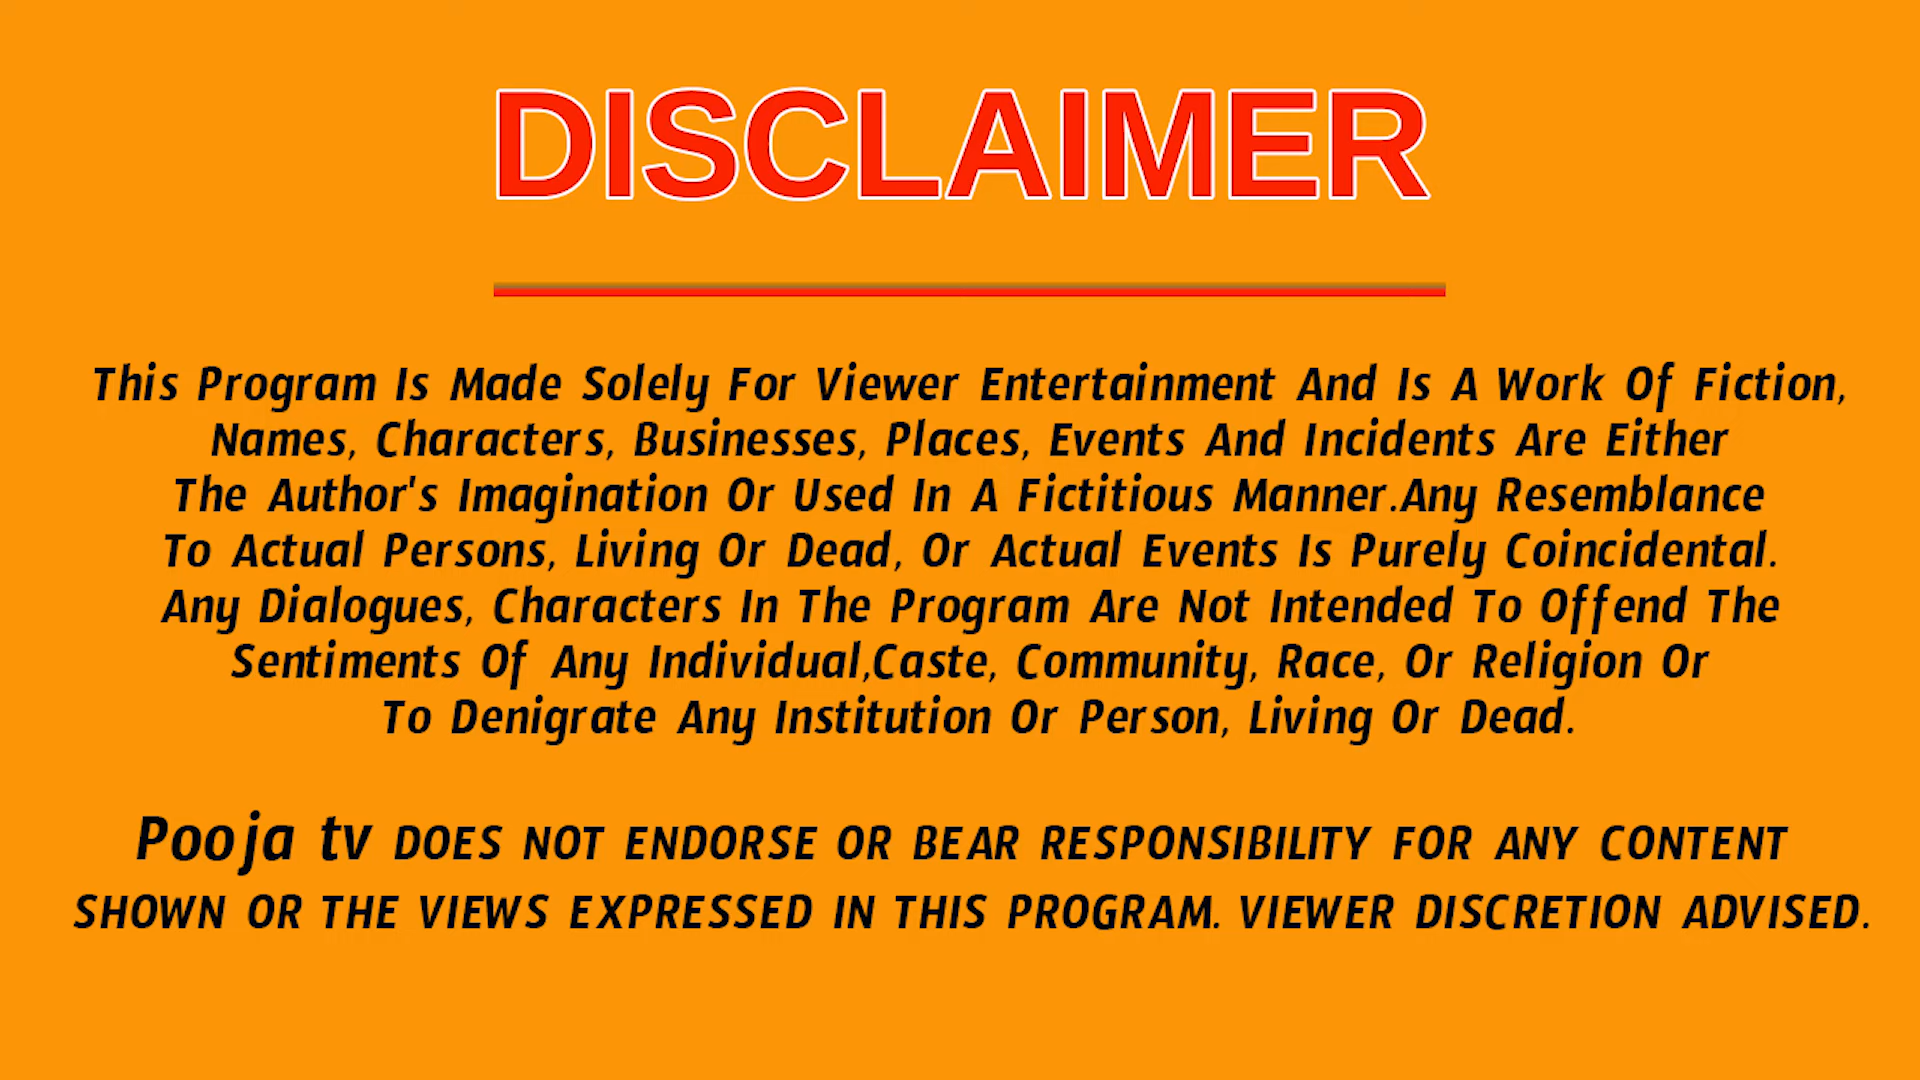 DISCLAIMER
This Program Is Made Solely For Viewer Entertainment And Is A Work Of Fiction,
Names, Characters, Businesses, Places, Events And Incidents Are Either
The Author's Imagination Or Used In A Fictitious Manner.Any Resemblance
To Actual Persons, Living Or Dead, Or Actual Events Is Purely Coincidental.
Any Dialogues, Characters In The Program Are Not Intended To Offend The
Sentiments Of Any Individual,Caste, Community, Race, Or Religion Or
To Denigrate Any Institution Or Person, Living Or Dead.
Pooja tv DOES NOT ENDORSE OR BEAR RESPONSIBILITY FOR ANY CONTENT
SHOWN OR THE VIEWS EXPRESSED IN THIS PROGRAM. VIEWER DISCRETION ADVISED.